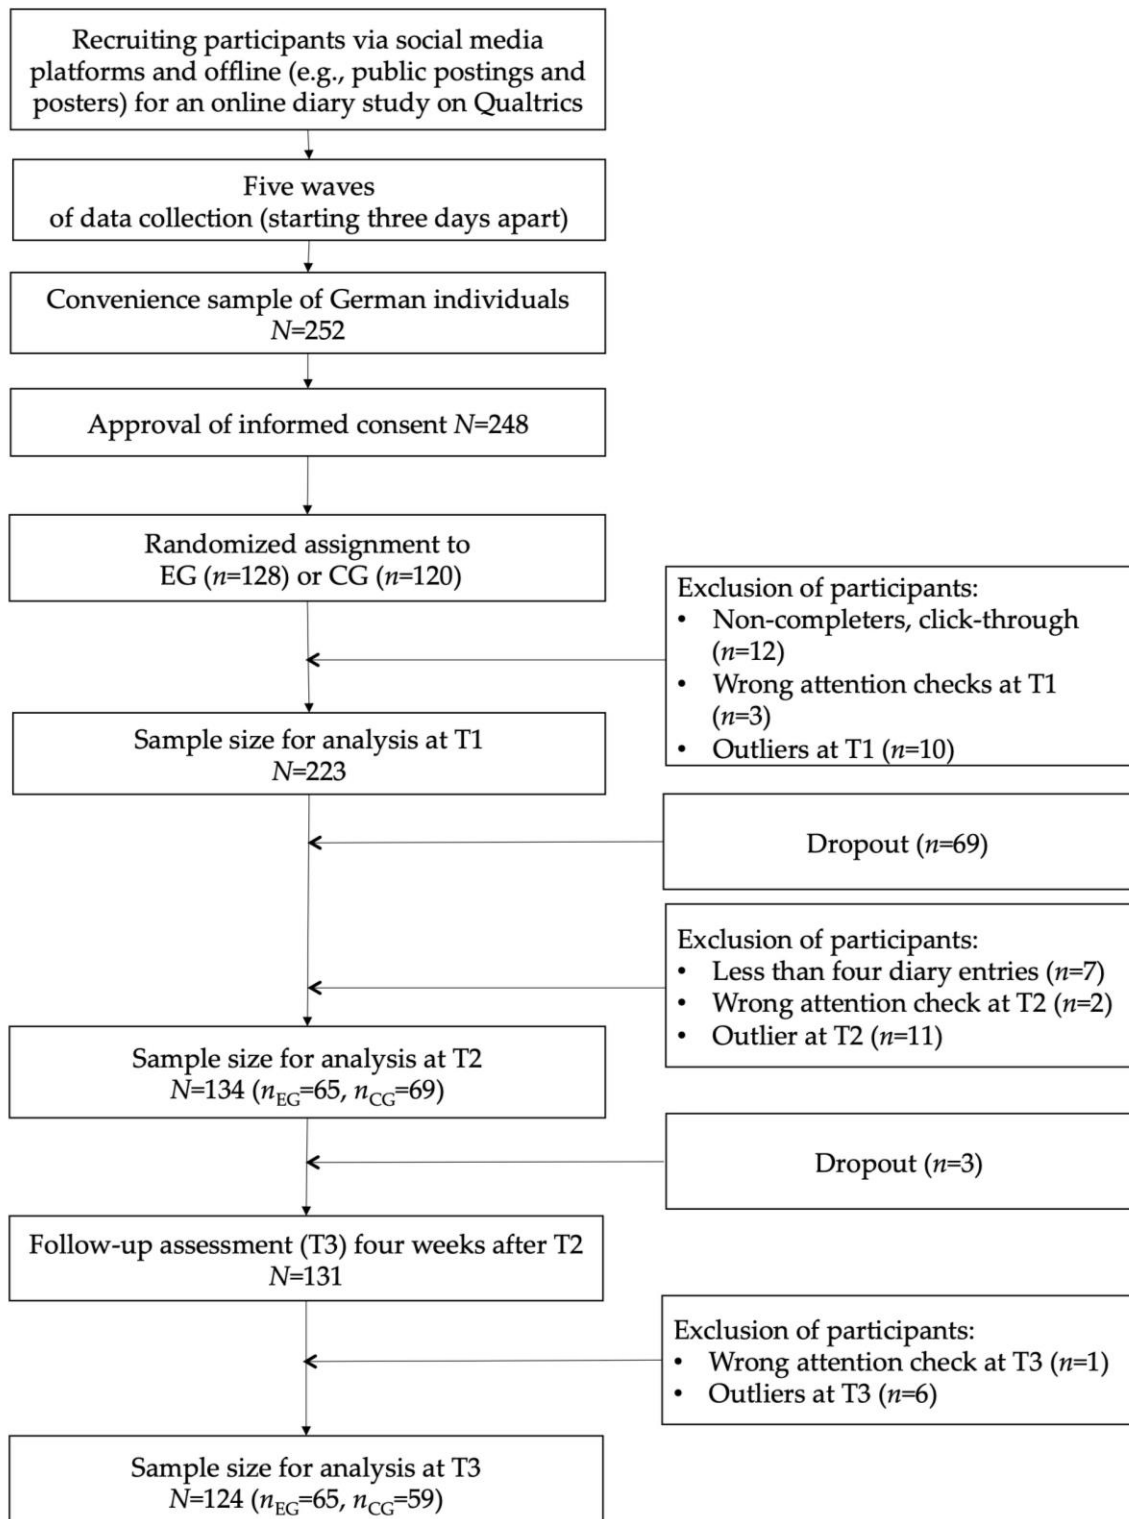 Recruiting participants via social media
platforms and offline (e.g., public postings and
posters) for an online diary study on Qualtrics
Five waves
of data collection (starting three days apart)
Convenience sample of German individuals
N=252
Approval of informed consent N=248
Randomized assignment to
EG (n=128) or CG (n=120)
Exclusion of participants:
• Non-completers, click-through
(n=12)
• Wrong attention checks at T1
(n=3)
• Outliers at T1 (n=10)
Sample size for analysis at T1
N=223
Dropout (n=69)
Exclusion of participants:
• Less than four diary entries (n=7)
• Wrong attention check at T2 (n=2)
• Outlier at T2 (n=11)
Sample size for analysis at T2
N=134 (nEG=65, nCG=69)
Dropout (n=3)
Follow-up assessment (T3) four weeks after T2
N=131
Exclusion of participants:
• Wrong attention check at T3 (n=1)
• Outliers at T3 (n=6)
Sample size for analysis at T3
N=124 (nEG=65, nCG=59)